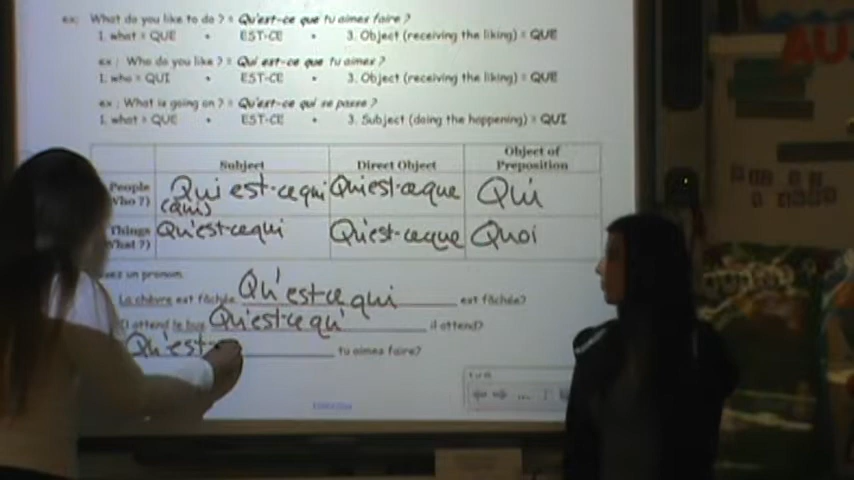 ex: What do you like to do ? = Qu'est-ce que tu aimes faire ?
1. what = QUE + EST-CE + 3. Object (receiving the liking) = QUE
ex : Who do you like ? = Qui est-ce que tu aimes ?
1. who = QUI + EST-CE + 3. Object (receiving the liking) = QUE
ex : What is going on ? = Qu'est-ce qui se passe ?
1. what = QUE + EST-CE + 3. Subject (doing the happening) = QUI
Subject Direct Object Object of Preposition
People Who ?) Qui est-ce qui Qui est-ce que Qui
(Qui)
Things What ?) Qu'est-ce qui Qu'est-ce que Quoi
un pronom
La chèvre est fâchée. Qu'est-ce qui est fâchée?
Il attend le bus Qu'est-ce qu' il attend?
Qu'est- tu aimes faire?
AU